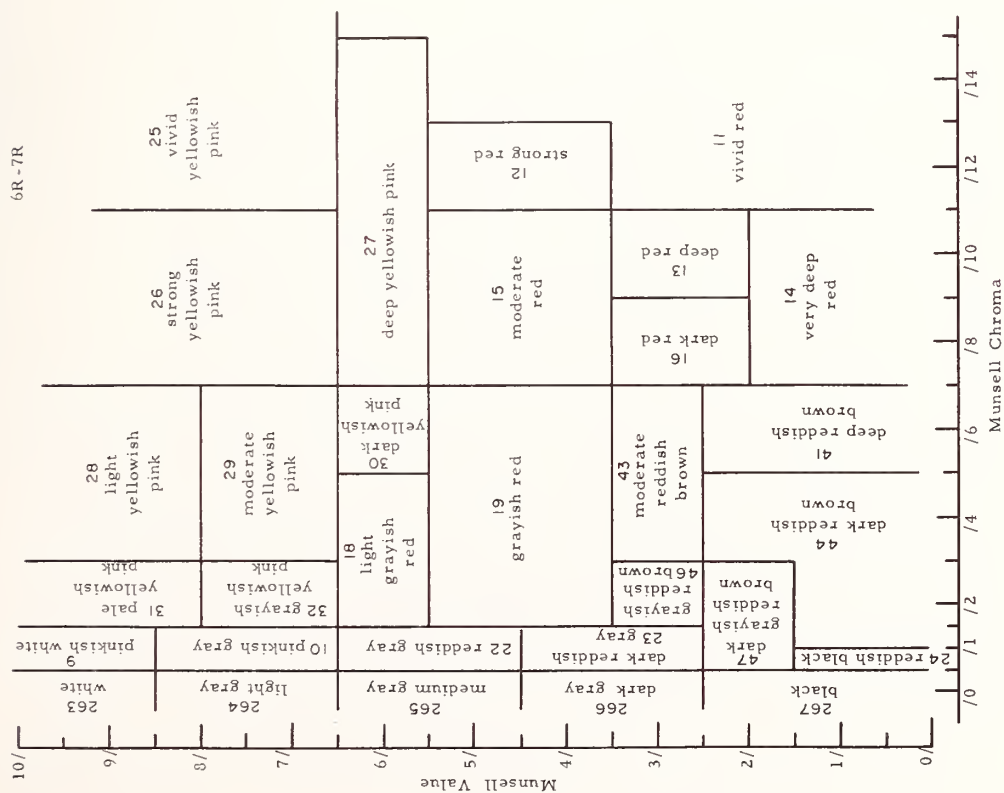 6R-7R
25
vivid
yellowish
pink
26
strong
yellowish
pink
28
light
yellowish
pink
31 pale
yellowish
pink
9
pinkish white
263
white
29
moderate
yellowish
pink
32 grayish
yellowish
pink
10 pinkish gray
264
light gray
27
deep yellowish pink
30
dark
yellowish
pink
18
light
grayish
red
22 reddish gray
265
medium gray
12
strong red
15
moderate
red
19
grayish red
11
vivid red
13
deep red
16
dark red
43
moderate
reddish
brown
grayish
reddish
46 brown
dark reddish
23 gray
266
dark gray
14
very deep
red
41
deep reddish
brown
44
dark reddish
brown
47
dark
grayish
reddish
brown
24 reddish black
267
black
10/
9/
8/
7/
6/
5/
4/
3/
2/
1/
0/
Munsell Value
/0
/1
/2
/4
/6
/8
/10
/12
/14
Munsell Chroma